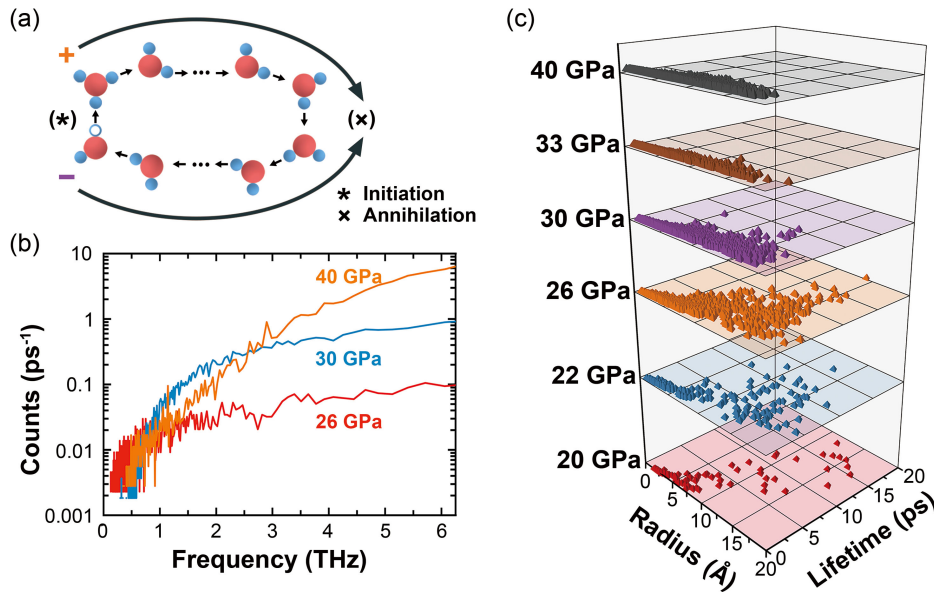 (a)
+
(*)
(×)
−
* Initiation
× Annihilation
(b)
10
1
0.1
0.01
0.001
Counts (ps⁻¹)
40 GPa
30 GPa
26 GPa
0 1 2 3 4 5 6
Frequency (THz)
(c)
40 GPa
33 GPa
30 GPa
26 GPa
22 GPa
20 GPa
0 5 10 15 20
Radius (Å)
0 5 10 15 20
Lifetime (ps)